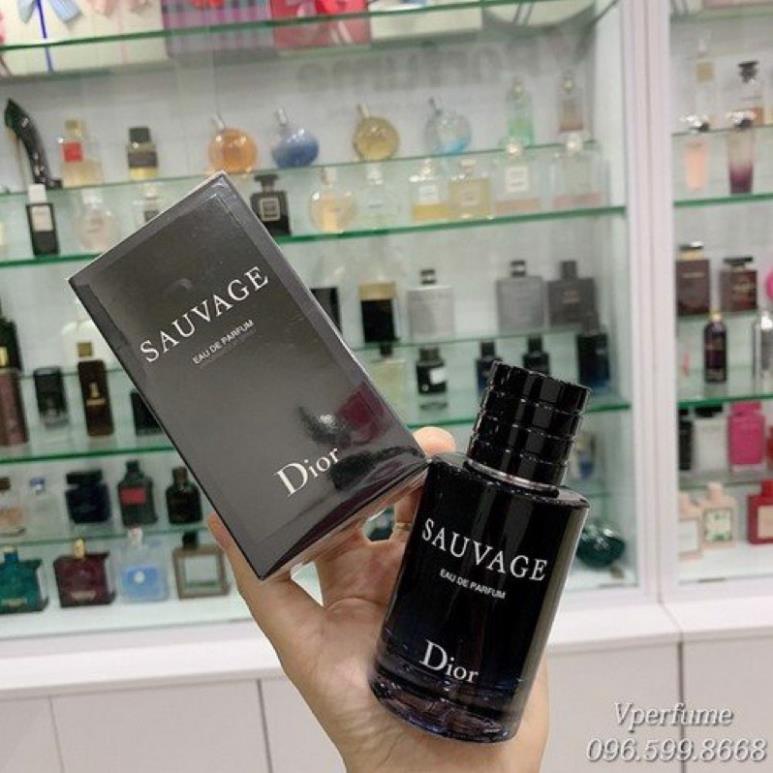 SAUVAGE
EAU DE PARFUM
Dior
SAUVAGE
EAU DE PARFUM
Dior
Vperfume
096.599.8668